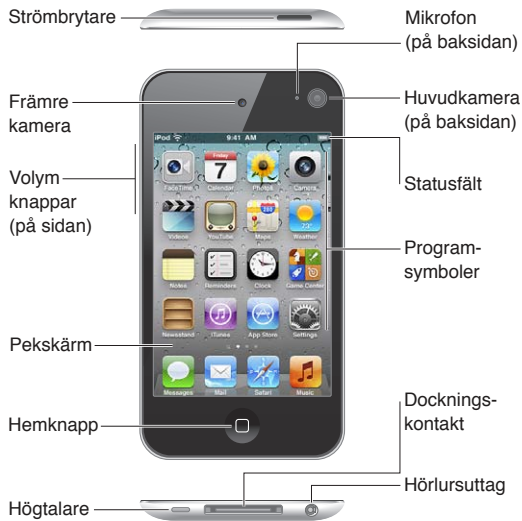 Strömbrytare
Mikrofon
(på baksidan)
Främre
kamera
Huvudkamera
(på baksidan)
Volym
knappar
(på sidan)
Statusfält
Program-
symboler
Pekskärm
Hemknapp
Docknings-
kontakt
Högtalare
Hörlursuttag
iPod 9:41 AM
Friday
7
FaceTime Calendar Photos Camera
280
73°
Videos YouTube Maps Weather
Notes Reminders Clock Game Center
Newsstand iTunes App Store Settings
Messages Mail Safari Music